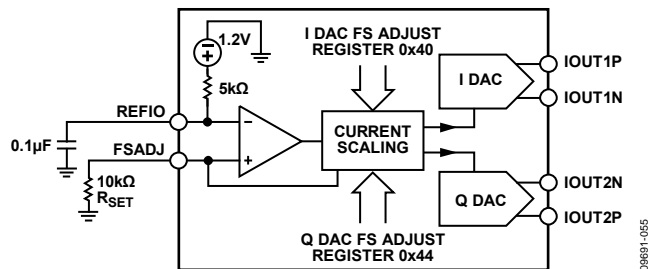 1.2V
I DAC FS ADJUST
REGISTER 0x40
5kΩ
I DAC
IOUT1P
IOUT1N
REFIO
0.1µF
FSADJ
–
+
CURRENT
SCALING
10kΩ
RSET
Q DAC
IOUT2N
IOUT2P
Q DAC FS ADJUST
REGISTER 0x44
09691-055